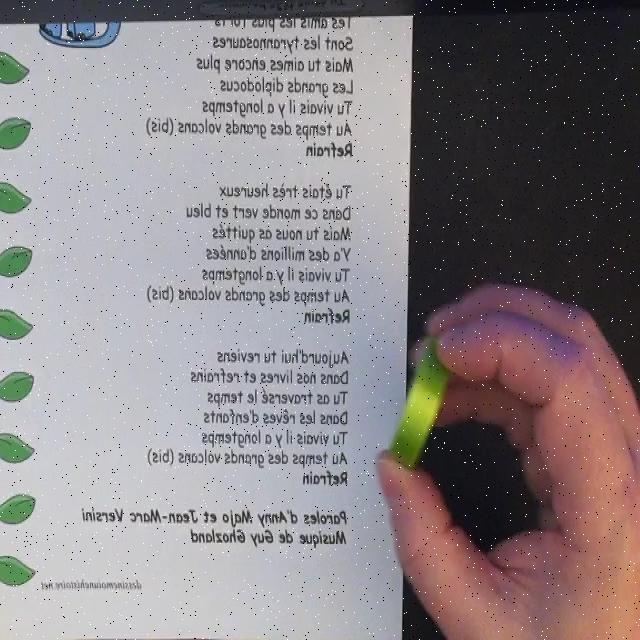 Tes amis les plus forts
Sont les tyrannosaures
Mais tu aimes encore plus
Les grands diplodocus
Tu vivais il y a longtemps
Au temps des grands volcans (bis)
Refrain
Tu étais très heureux
Dans ce monde vert et bleu
Mais tu nous as quittés
Y'a des millions d'années
Tu vivais il y a longtemps
Au temps des grands volcans (bis)
Refrain
Aujourd'hui tu reviens
Dans nos livres et refrains
Tu as traversé le temps
Dans les rêves d'enfants
Tu vivais il y a longtemps
Au temps des grands volcans (bis)
Refrain
Paroles d'Anny Majo et Jean-Marc Versini
Musique de Guy Ghozland
dessinemoiunehistoire.net